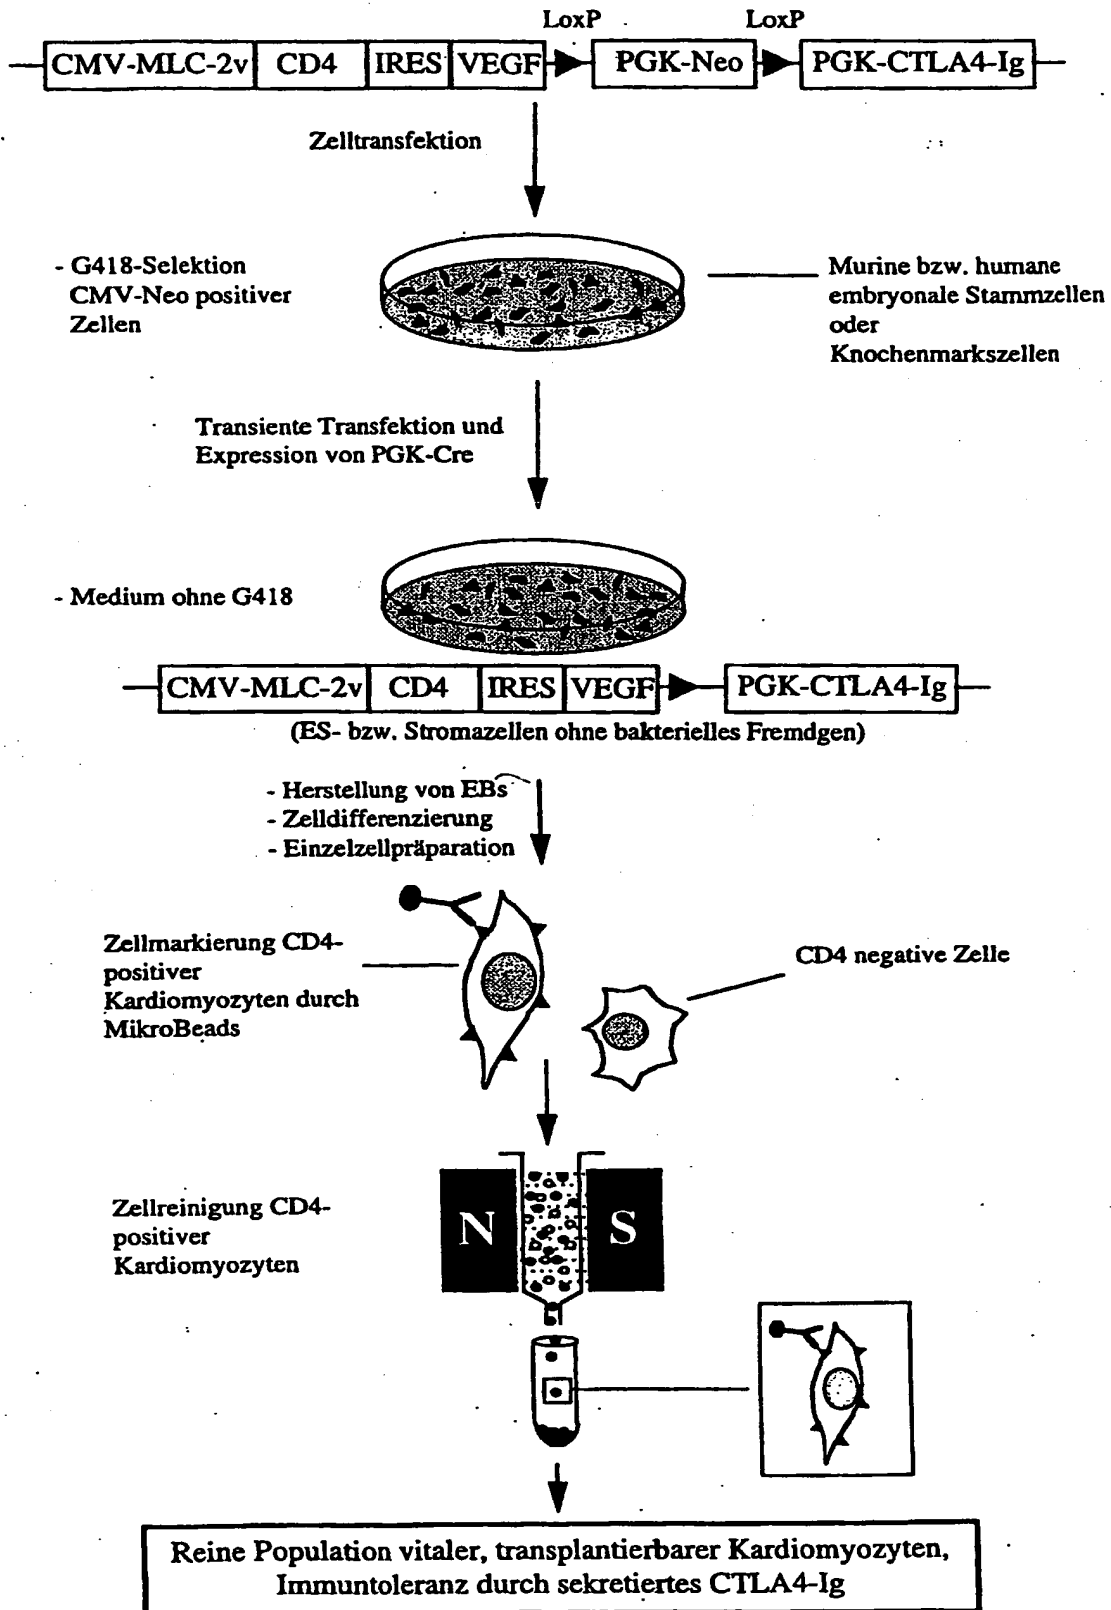 LoxP LoxP
CMV-MLC-2v CD4 IRES VEGF PGK-Neo PGK-CTLA4-Ig
Zelltransfektion
- G418-Selektion
CMV-Neo positiver
Zellen
Murine bzw. humane
embryonale Stammzellen
oder
Knochenmarkszellen
Transiente Transfektion und
Expression von PGK-Cre
- Medium ohne G418
CMV-MLC-2v CD4 IRES VEGF PGK-CTLA4-Ig
(ES- bzw. Stromazellen ohne bakterielles Fremdgen)
- Herstellung von EBs
- Zelldifferenzierung
- Einzelzellpräparation
Zellmarkierung CD4-
positiver
Kardiomyozyten durch
MikroBeads
CD4 negative Zelle
Zellreinigung CD4-
positiver
Kardiomyozyten
N S
Reine Population vitaler, transplantierbarer Kardiomyozyten,
Immuntoleranz durch sekretiertes CTLA4-Ig